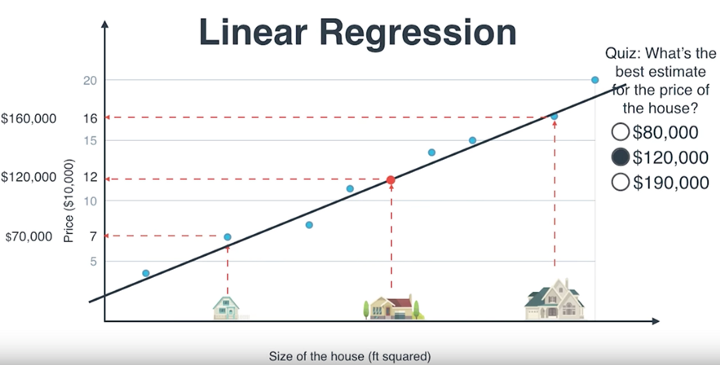 Linear Regression
Quiz: What's the
best estimate
for the price of
the house?
$80,000
$120,000
$190,000
20
$160,000 16
15
$120,000 12
10
$70,000 7
5
Price ($10,000)
Size of the house (ft squared)